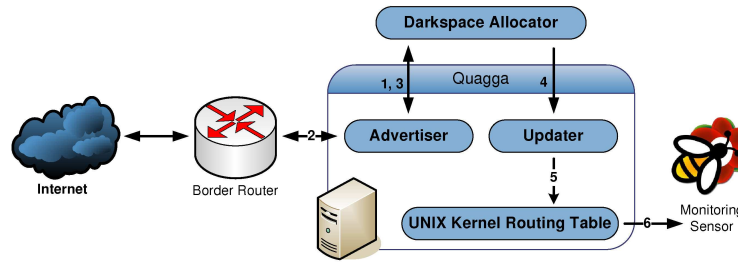 Darkspace Allocator
Quagga
1, 3
4
Advertiser
Updater
2
5
UNIX Kernel Routing Table
6
Internet
Border Router
Monitoring
Sensor